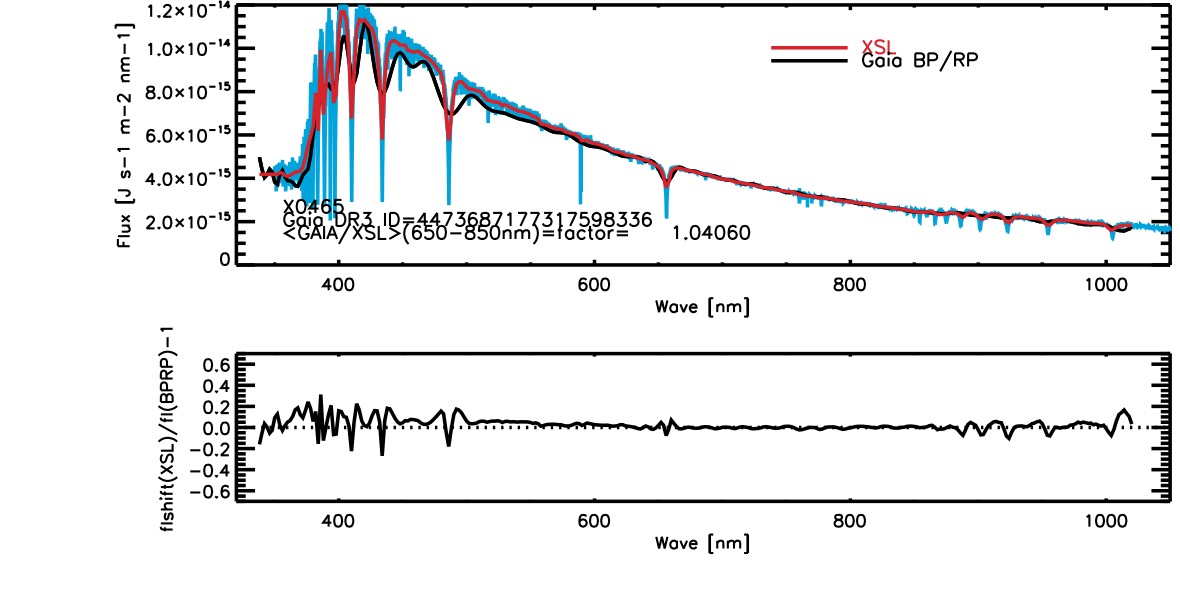 1.2×10⁻¹⁴
1.0×10⁻¹⁴
8.0×10⁻¹⁵
6.0×10⁻¹⁵
4.0×10⁻¹⁵
2.0×10⁻¹⁵
0
Flux [J s−1 m−2 nm−1]
XSL
Gaia BP/RP
X0465
Gaia DR3 ID=4473687177317598336
<GAIA/XSL>(650−850nm)=factor= 1.04060
400 600 800 1000
Wave [nm]
0.6
0.4
0.2
0.0
−0.2
−0.4
−0.6
flshift(XSL)/fl(BPRP)−1
400 600 800 1000
Wave [nm]